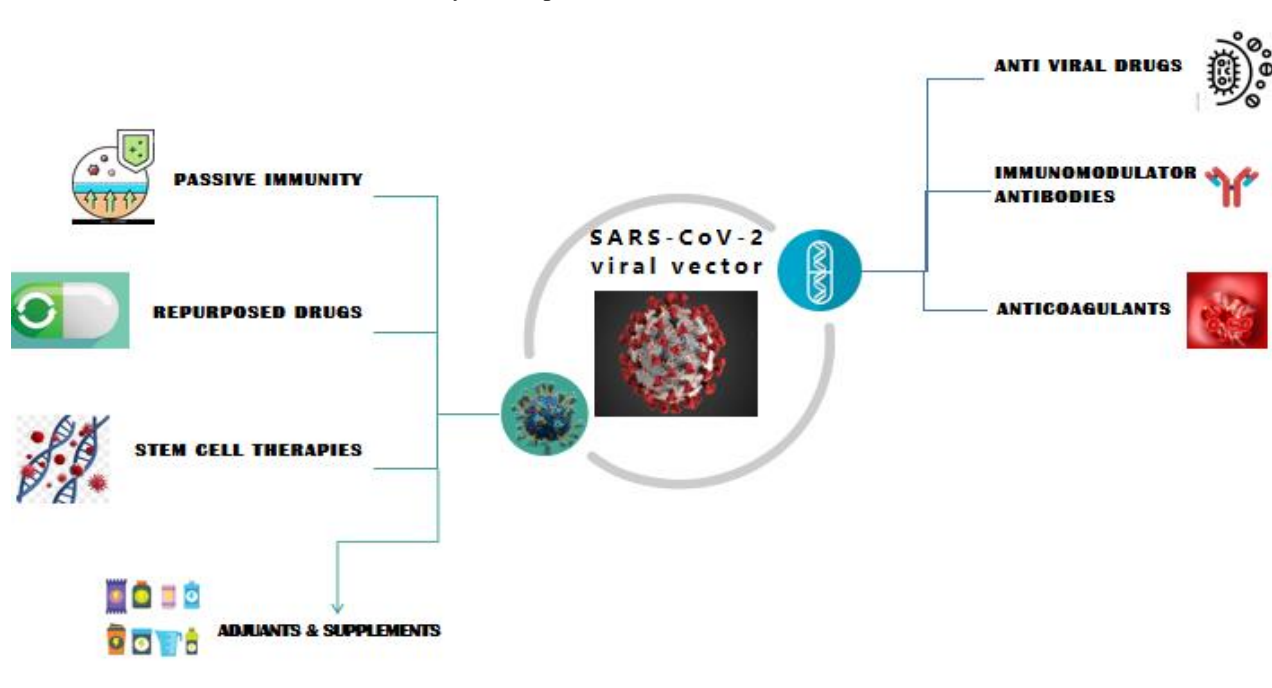 ANTI VIRAL DRUGS
PASSIVE IMMUNITY
IMMUNOMODULATOR
ANTIBODIES
SARS-CoV-2
viral vector
REPURPOSED DRUGS
ANTICOAGULANTS
STEM CELL THERAPIES
ADJUANTS & SUPPLEMENTS